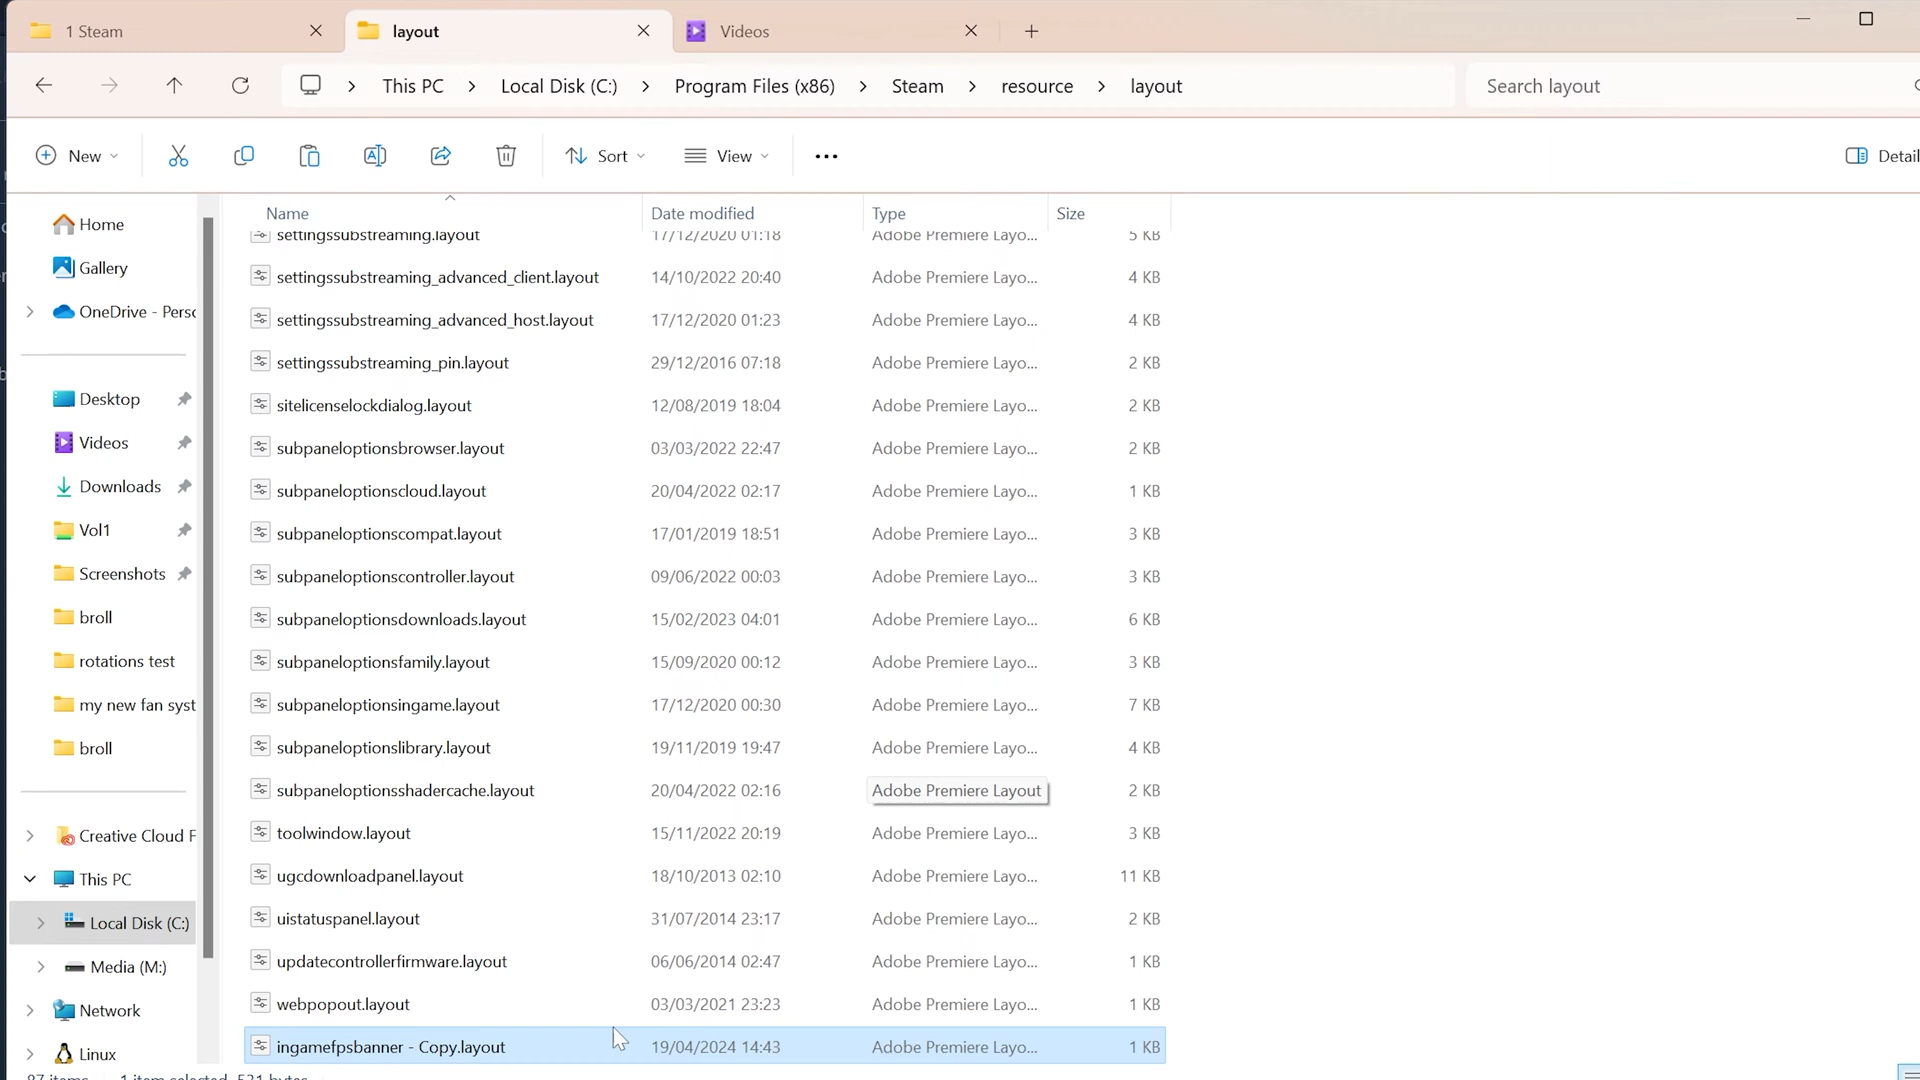 1 Steam
layout
Videos
This PC
Local Disk (C:)
Program Files (x86)
Steam
resource
layout
Search layout
New
Sort
View
Detail
Name
Date modified
Type
Size
Home
Gallery
OneDrive - Perso
Desktop
Videos
Downloads
Vol1
Screenshots
broll
rotations test
my new fan syst
broll
Creative Cloud F
This PC
Local Disk (C:)
Media (M:)
Network
Linux
settingssubstreaming.layout 17/12/2020 01:18 Adobe Premiere Layo... 5 KB
settingssubstreaming_advanced_client.layout 14/10/2022 20:40 Adobe Premiere Layo... 4 KB
settingssubstreaming_advanced_host.layout 17/12/2020 01:23 Adobe Premiere Layo... 4 KB
settingssubstreaming_pin.layout 29/12/2016 07:18 Adobe Premiere Layo... 2 KB
sitelicenselockdialog.layout 12/08/2019 18:04 Adobe Premiere Layo... 2 KB
subpaneloptionsbrowser.layout 03/03/2022 22:47 Adobe Premiere Layo... 2 KB
subpaneloptionscloud.layout 20/04/2022 02:17 Adobe Premiere Layo... 1 KB
subpaneloptionscompat.layout 17/01/2019 18:51 Adobe Premiere Layo... 3 KB
subpaneloptionscontroller.layout 09/06/2022 00:03 Adobe Premiere Layo... 3 KB
subpaneloptionsdownloads.layout 15/02/2023 04:01 Adobe Premiere Layo... 6 KB
subpaneloptionsfamily.layout 15/09/2020 00:12 Adobe Premiere Layo... 3 KB
subpaneloptionsingame.layout 17/12/2020 00:30 Adobe Premiere Layo... 7 KB
subpaneloptionslibrary.layout 19/11/2019 19:47 Adobe Premiere Layo... 4 KB
subpaneloptionsshadercache.layout 20/04/2022 02:16 Adobe Premiere Layout 2 KB
toolwindow.layout 15/11/2022 20:19 Adobe Premiere Layo... 3 KB
ugcdownloadpanel.layout 18/10/2013 02:10 Adobe Premiere Layo... 11 KB
uistatuspanel.layout 31/07/2014 23:17 Adobe Premiere Layo... 2 KB
updatecontrollerfirmware.layout 06/06/2014 02:47 Adobe Premiere Layo... 1 KB
webpopout.layout 03/03/2021 23:23 Adobe Premiere Layo... 1 KB
ingamefpsbanner - Copy.layout 19/04/2024 14:43 Adobe Premiere Layo... 1 KB
87 items 1 item selected 531 bytes